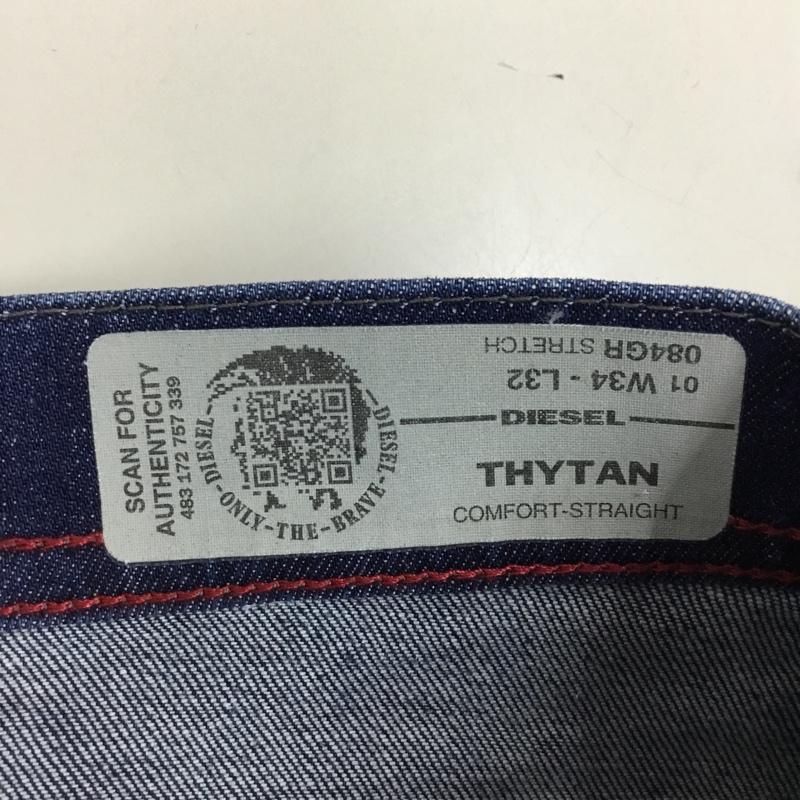 SCAN FOR
AUTHENTICITY
483 172 757 339
DIESEL-ONLY-THE-BRAVE-DIESEL
084GR STRETCH
01 W34 - L32
DIESEL
THYTAN
COMFORT-STRAIGHT